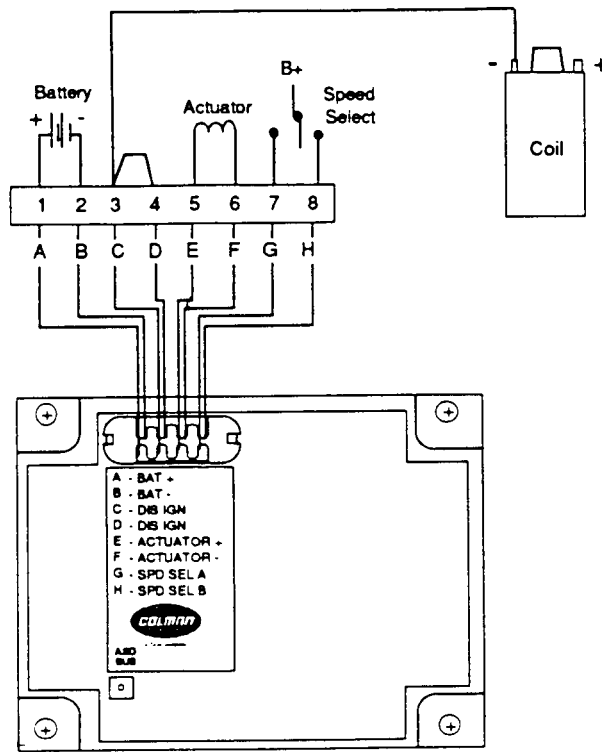 - +
B+
Battery
Speed
Select
Actuator
+ -
Coil
1 2 3 4 5 6 7 8
A B C D E F G H
A - BAT +
B - BAT -
C - DIS IGN
D - DIS IGN
E - ACTUATOR +
F - ACTUATOR -
G - SPD SEL A
H - SPD SEL B
COLMAN